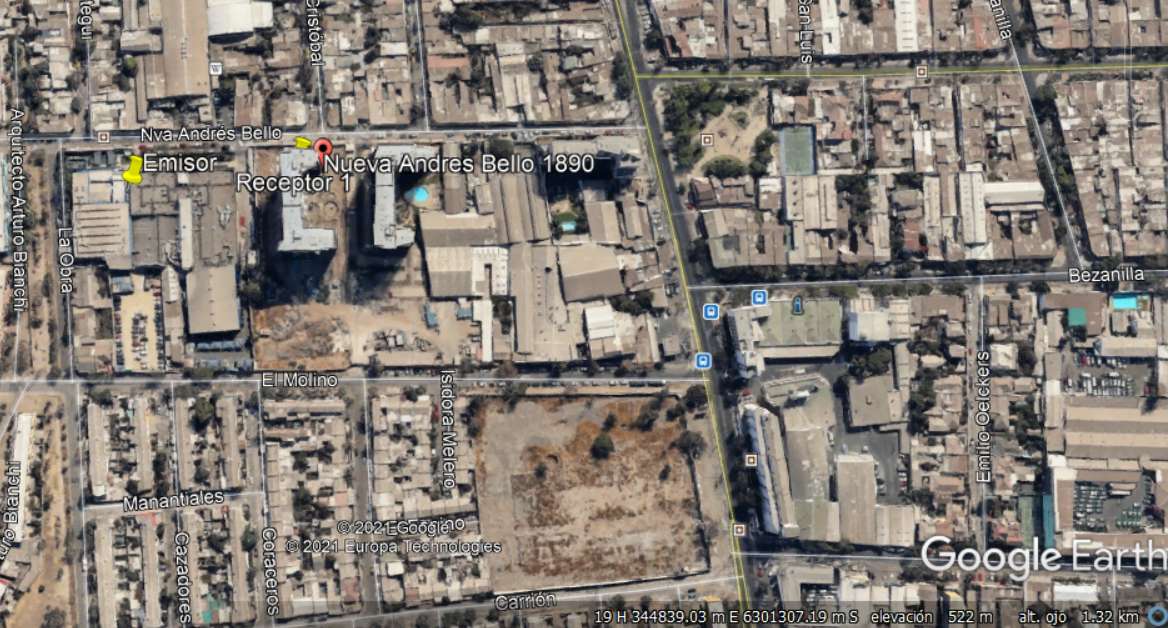 San Luis
Cristóbal
Nva Andrés Bello
Emisor
Nueva Andres Bello 1890
Receptor 1
W
Arquitecto Arturo Bianchi
La Obra
Bezanilla
El Molino
Isidora Merino
Emilio Oelckers
Manantiales
Cazadores
Coraceros
© 2021 Google
© 2021 Europa Technologies
Google Earth
Carrión
19 H 344839.03 m E 6301307.19 m S elevación 522 m alt. ojo 1.32 km